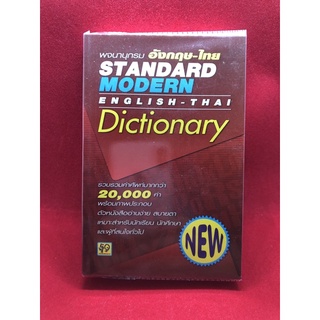 พจนานุกรม อังกฤษ-ไทย
STANDARD
MODERN
ENGLISH-THAI
Dictionary
รวบรวมคำศัพท์มากกว่า
20,000 คำ
พร้อมภาพประกอบ
ตัวหนังสืออ่านง่าย สบายตา
เหมาะสำหรับนักเรียน นักศึกษา
และผู้ที่สนใจทั่วไป
NEW